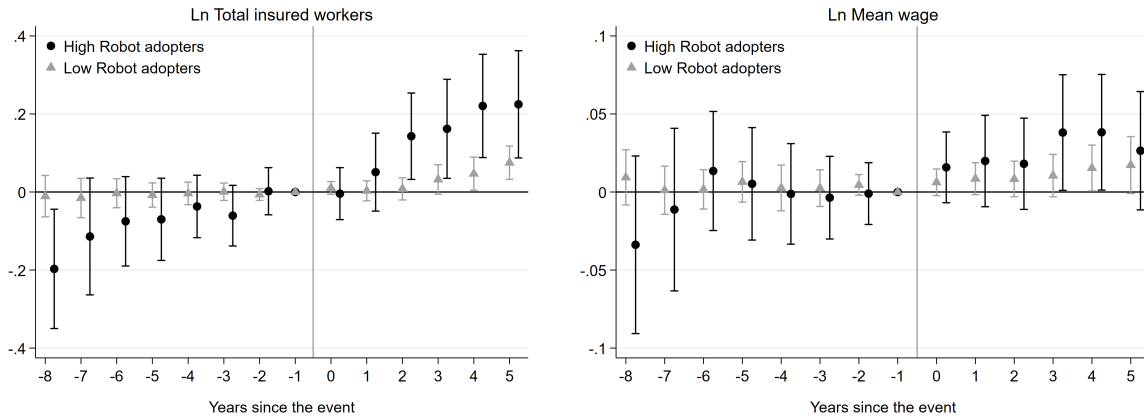 Ln Total insured workers
High Robot adopters
Low Robot adopters
.4
.2
0
-.2
-.4
-8 -7 -6 -5 -4 -3 -2 -1 0 1 2 3 4 5
Years since the event
Ln Mean wage
High Robot adopters
Low Robot adopters
.1
.05
0
-.05
-.1
-8 -7 -6 -5 -4 -3 -2 -1 0 1 2 3 4 5
Years since the event